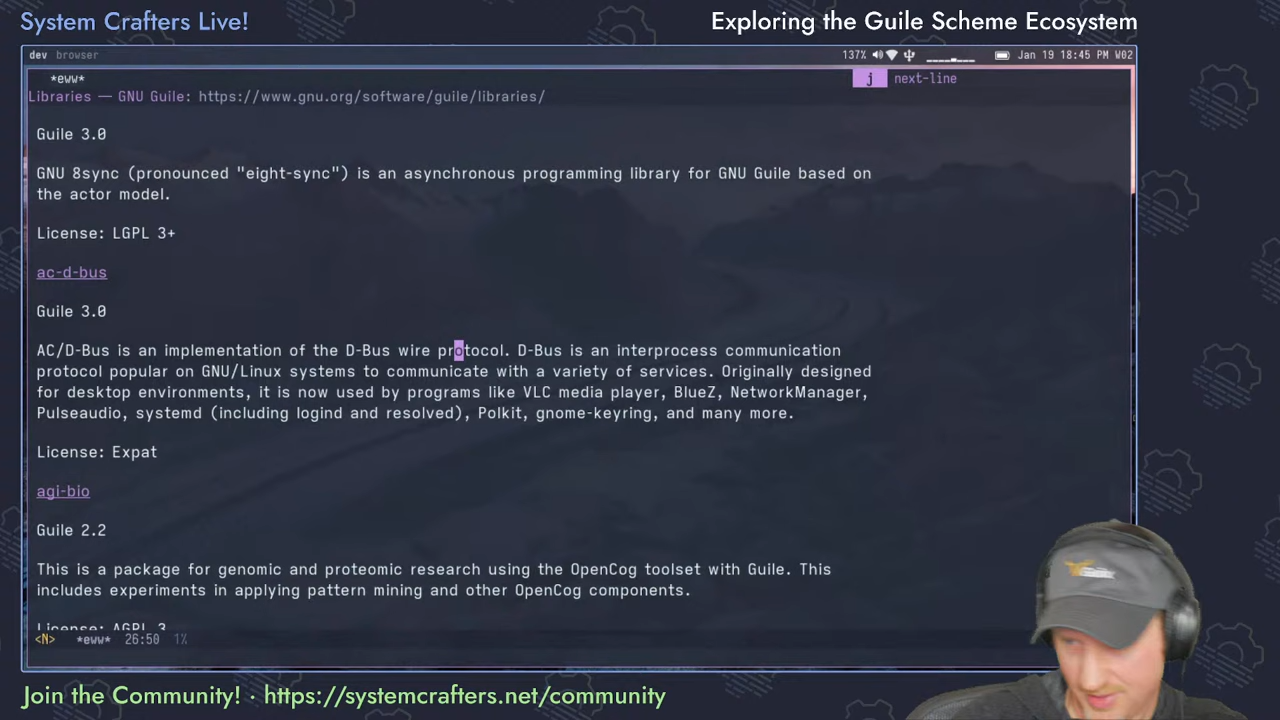 System Crafters Live!
Exploring the Guile Scheme Ecosystem
dev browser
137% Jan 19 18:45 PM W02
*eww*
j next-line
Libraries — GNU Guile: https://www.gnu.org/software/guile/libraries/
Guile 3.0
GNU 8sync (pronounced "eight-sync") is an asynchronous programming library for GNU Guile based on
the actor model.
License: LGPL 3+
ac-d-bus
Guile 3.0
AC/D-Bus is an implementation of the D-Bus wire protocol. D-Bus is an interprocess communication
protocol popular on GNU/Linux systems to communicate with a variety of services. Originally designed
for desktop environments, it is now used by programs like VLC media player, BlueZ, NetworkManager,
Pulseaudio, systemd (including logind and resolved), Polkit, gnome-keyring, and many more.
License: Expat
agi-bio
Guile 2.2
This is a package for genomic and proteomic research using the OpenCog toolset with Guile. This
includes experiments in applying pattern mining and other OpenCog components.
License: AGPL 3
<N> *eww* 26:50 1%
Join the Community! · https://systemcrafters.net/community